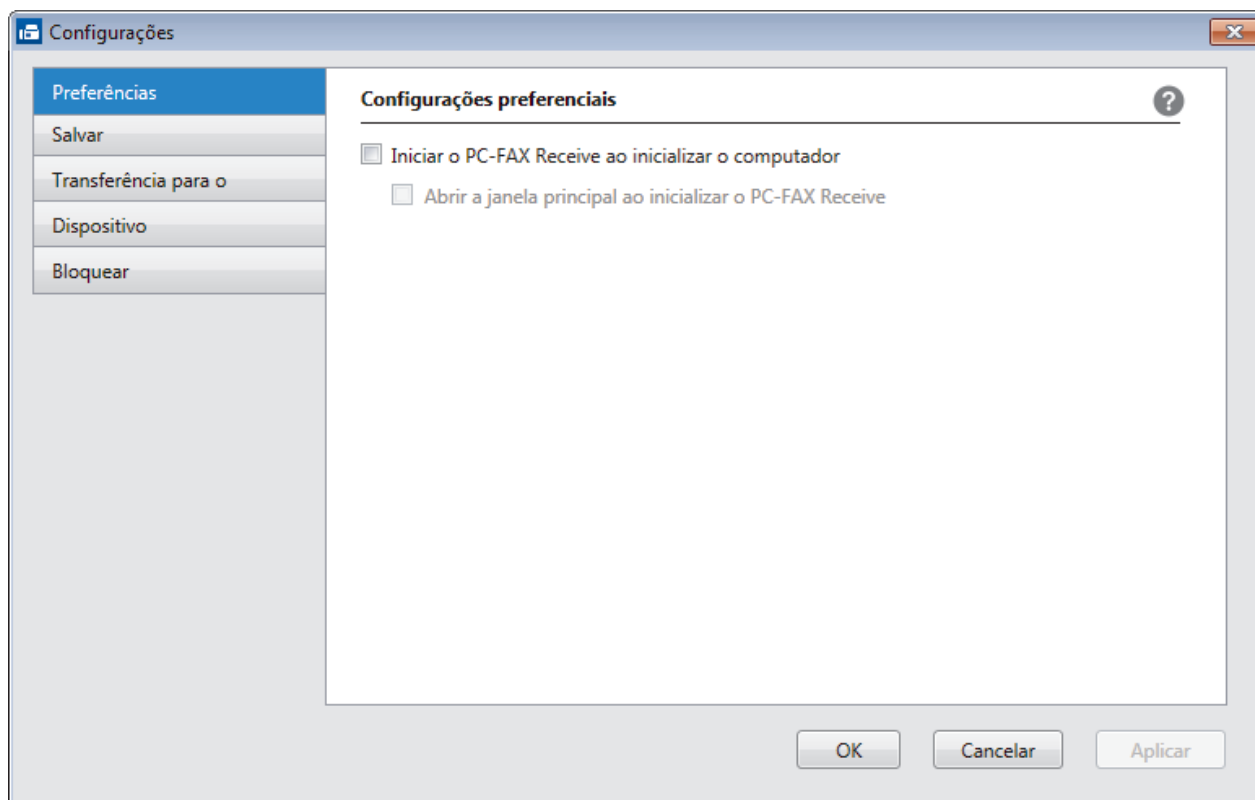 Configurações
Preferências
Salvar
Transferência para o
Dispositivo
Bloquear
Configurações preferenciais
?
Iniciar o PC-FAX Receive ao inicializar o computador
Abrir a janela principal ao inicializar o PC-FAX Receive
OK
Cancelar
Aplicar